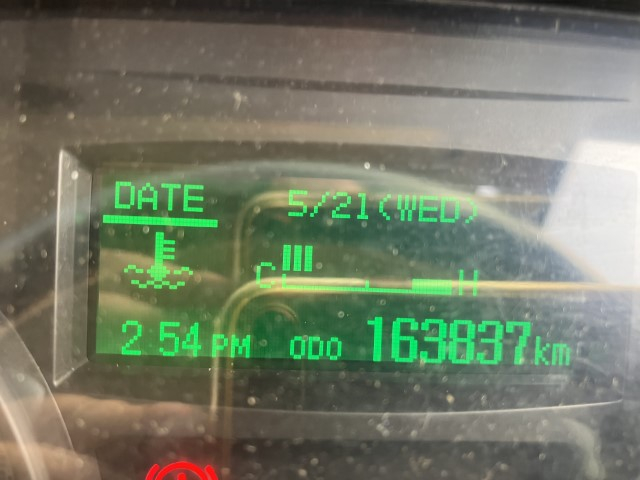 DATE 5/21(WED)
C H
2:54 PM ODO 163837km